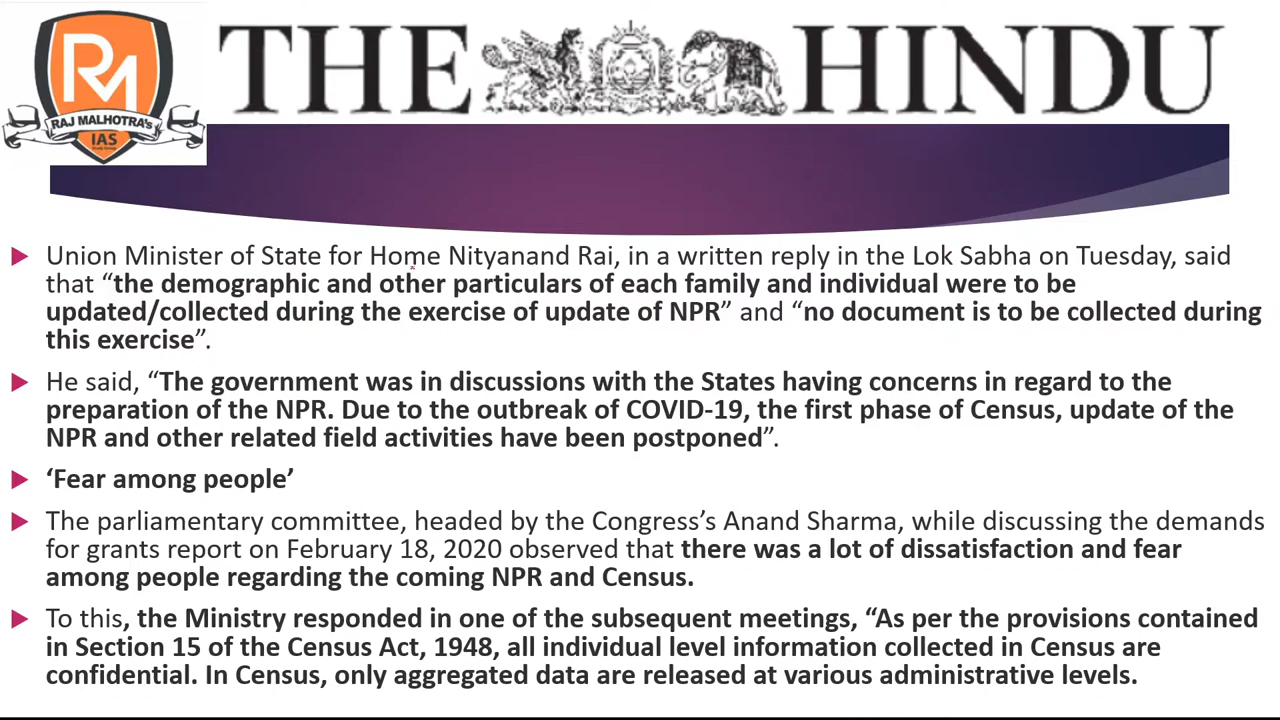 RM
RAJ MALHOTRA's
IAS
Study Group
THE HINDU
Union Minister of State for Home Nityanand Rai, in a written reply in the Lok Sabha on Tuesday, said
that “the demographic and other particulars of each family and individual were to be
updated/collected during the exercise of update of NPR” and “no document is to be collected during
this exercise”.
He said, “The government was in discussions with the States having concerns in regard to the
preparation of the NPR. Due to the outbreak of COVID-19, the first phase of Census, update of the
NPR and other related field activities have been postponed”.
‘Fear among people’
The parliamentary committee, headed by the Congress’s Anand Sharma, while discussing the demands
for grants report on February 18, 2020 observed that there was a lot of dissatisfaction and fear
among people regarding the coming NPR and Census.
To this, the Ministry responded in one of the subsequent meetings, “As per the provisions contained
in Section 15 of the Census Act, 1948, all individual level information collected in Census are
confidential. In Census, only aggregated data are released at various administrative levels.